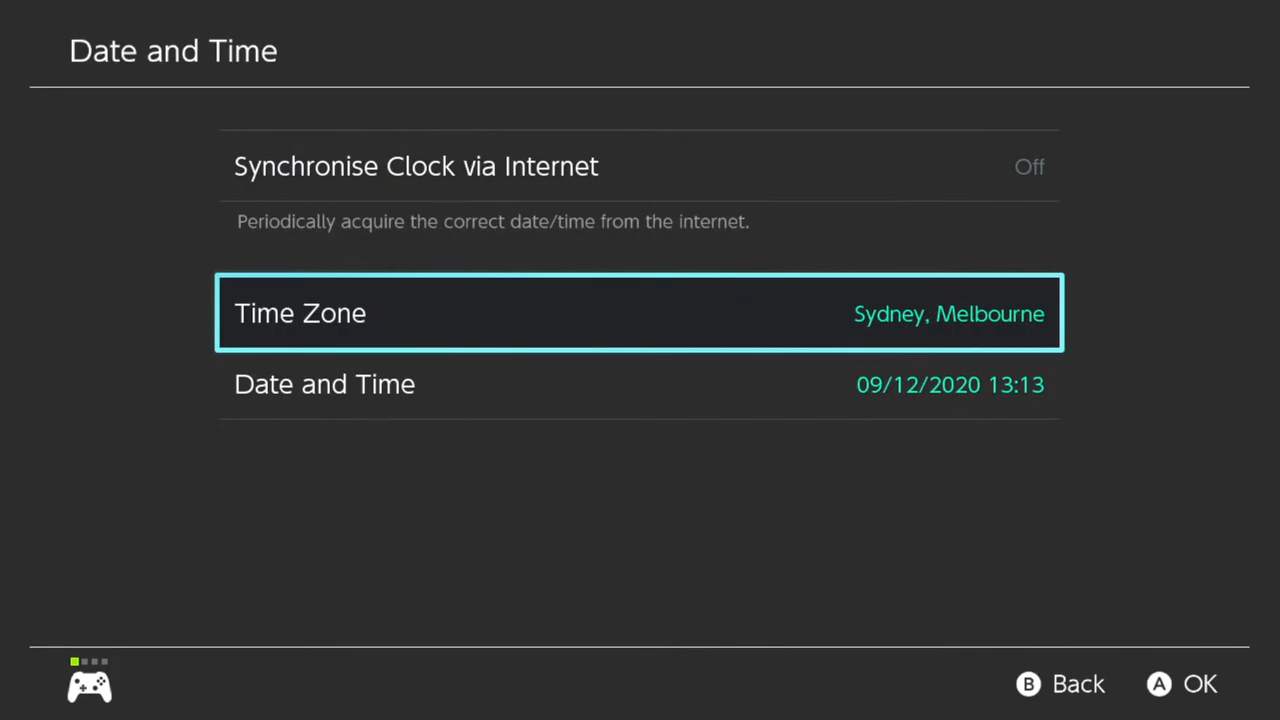 Date and Time
Synchronise Clock via Internet Off
Periodically acquire the correct date/time from the internet.
Time Zone Sydney, Melbourne
Date and Time 09/12/2020 13:13
B Back A OK